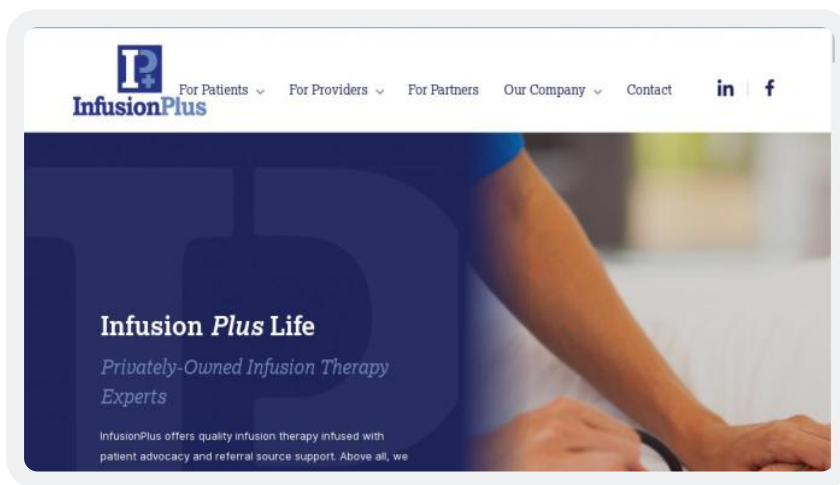 IP+
InfusionPlus
For Patients For Providers For Partners Our Company Contact in f
Infusion Plus Life
Privately-Owned Infusion Therapy
Experts
InfusionPlus offers quality infusion therapy infused with
patient advocacy and referral source support. Above all, we